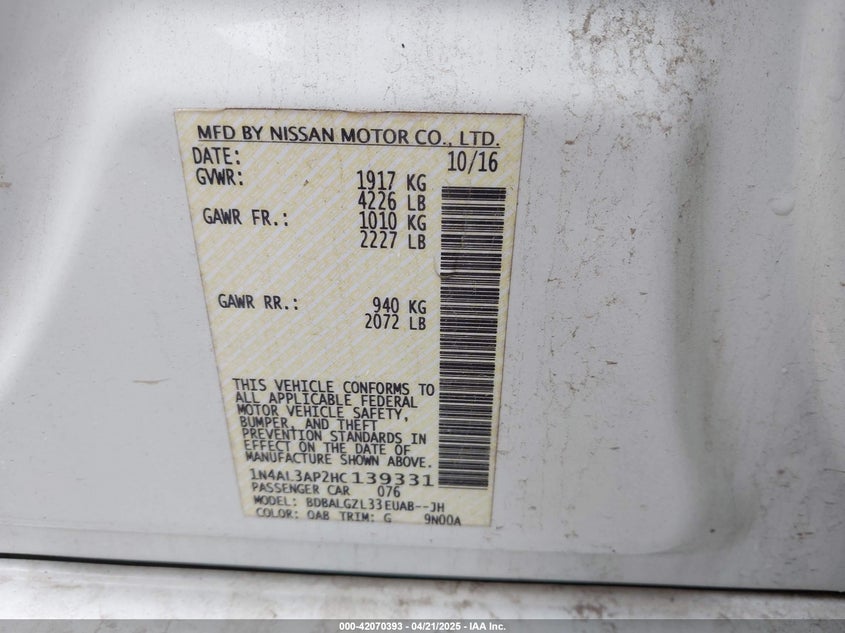 MFD BY NISSAN MOTOR CO., LTD.
DATE: 10/16
GVWR: 1917 KG
4226 LB
GAWR FR.: 1010 KG
2227 LB
GAWR RR.: 940 KG
2072 LB
THIS VEHICLE CONFORMS TO
ALL APPLICABLE FEDERAL
MOTOR VEHICLE SAFETY,
BUMPER, AND THEFT
PREVENTION STANDARDS IN
EFFECT ON THE DATE OF
MANUFACTURE SHOWN ABOVE.
1N4AL3AP2HC139331
PASSENGER CAR 076
MODEL: BDBALGZL33EUAB--JH
COLOR: QAB TRIM: G 9N00A
000-42070393 - 04/21/2025 - IAA Inc.